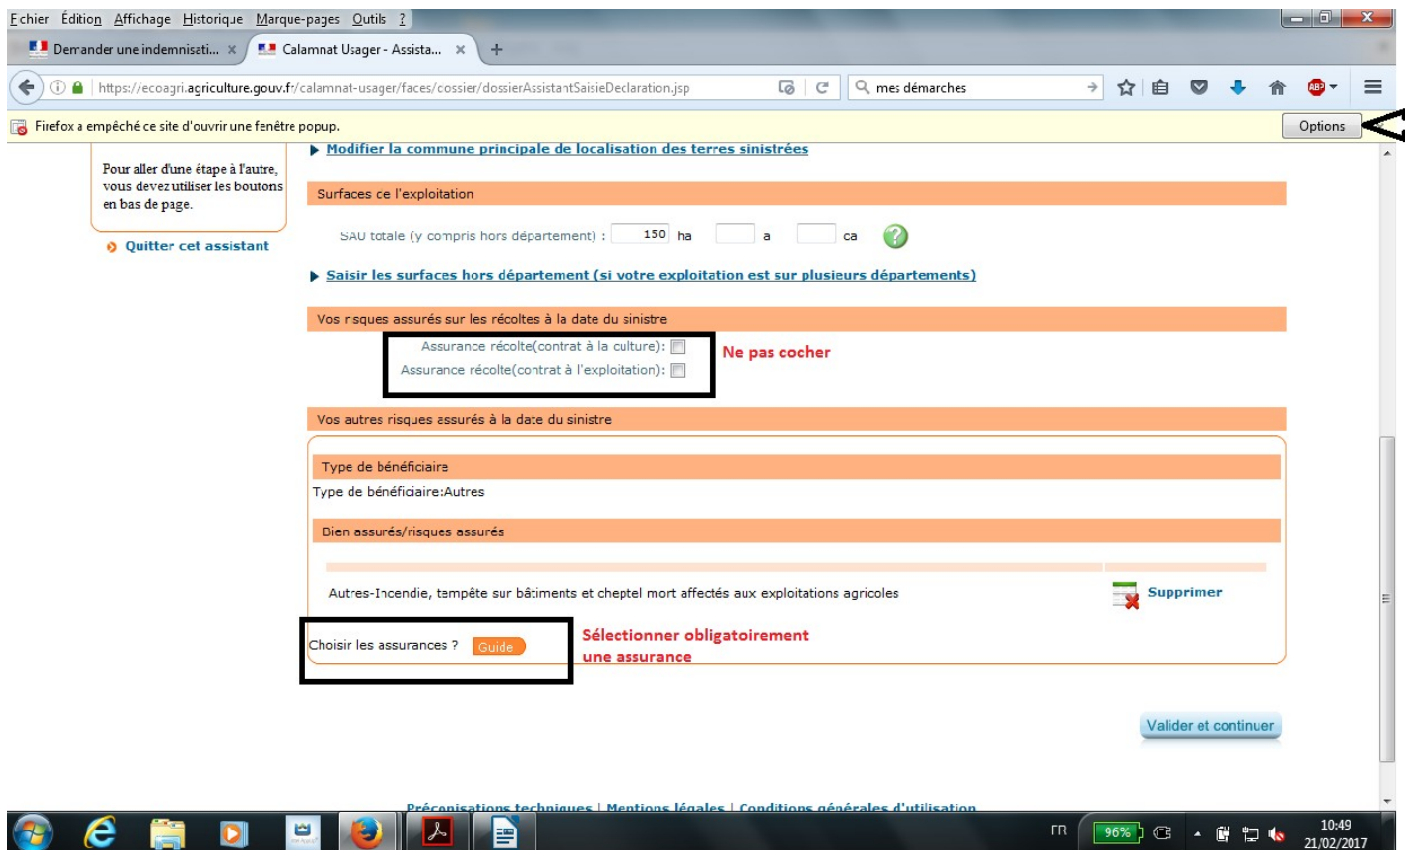 Echier Édition Affichage Historique Marque-pages Outils ?
Demander une indemnisati... × Calamnat Usager - Assista... × +
https://ecoagri.agriculture.gouv.fr/calamnat-usager/faces/dossier/dossierAssistantSaisieDeclaration.jsp mes démarches ABP
Firefox a empêché ce site d'ouvrir une fenêtre popup. Options
Modifier la commune principale de localisation des terres sinistrées
Pour aller d'une étape à l'autre,
vous devez utiliser les boutons
en bas de page.
Quitter cet assistant
Surfaces de l'exploitation
SAU totale (y compris hors département) : 150 ha a ca ?
Saisir les surfaces hors département (si votre exploitation est sur plusieurs départements)
Vos risques assurés sur les récoltes à la date du sinistre
Assurance récolte(contrat à la culture):
Assurance récolte(contrat à l'exploitation):
Ne pas cocher
Vos autres risques assurés à la date du sinistre
Type de bénéficiaire
Type de bénéficiaire:Autres
Bien assurés/risques assurés
Autres-Incendie, tempête sur bâtiments et cheptel mort affectés aux exploitations agricoles Supprimer
Choisir les assurances ? Guide
Sélectionner obligatoirement
une assurance
Valider et continuer
Préconisations techniques | Mentions légales | Conditions générales d'utilisation
FR 96% 10:49
21/02/2017